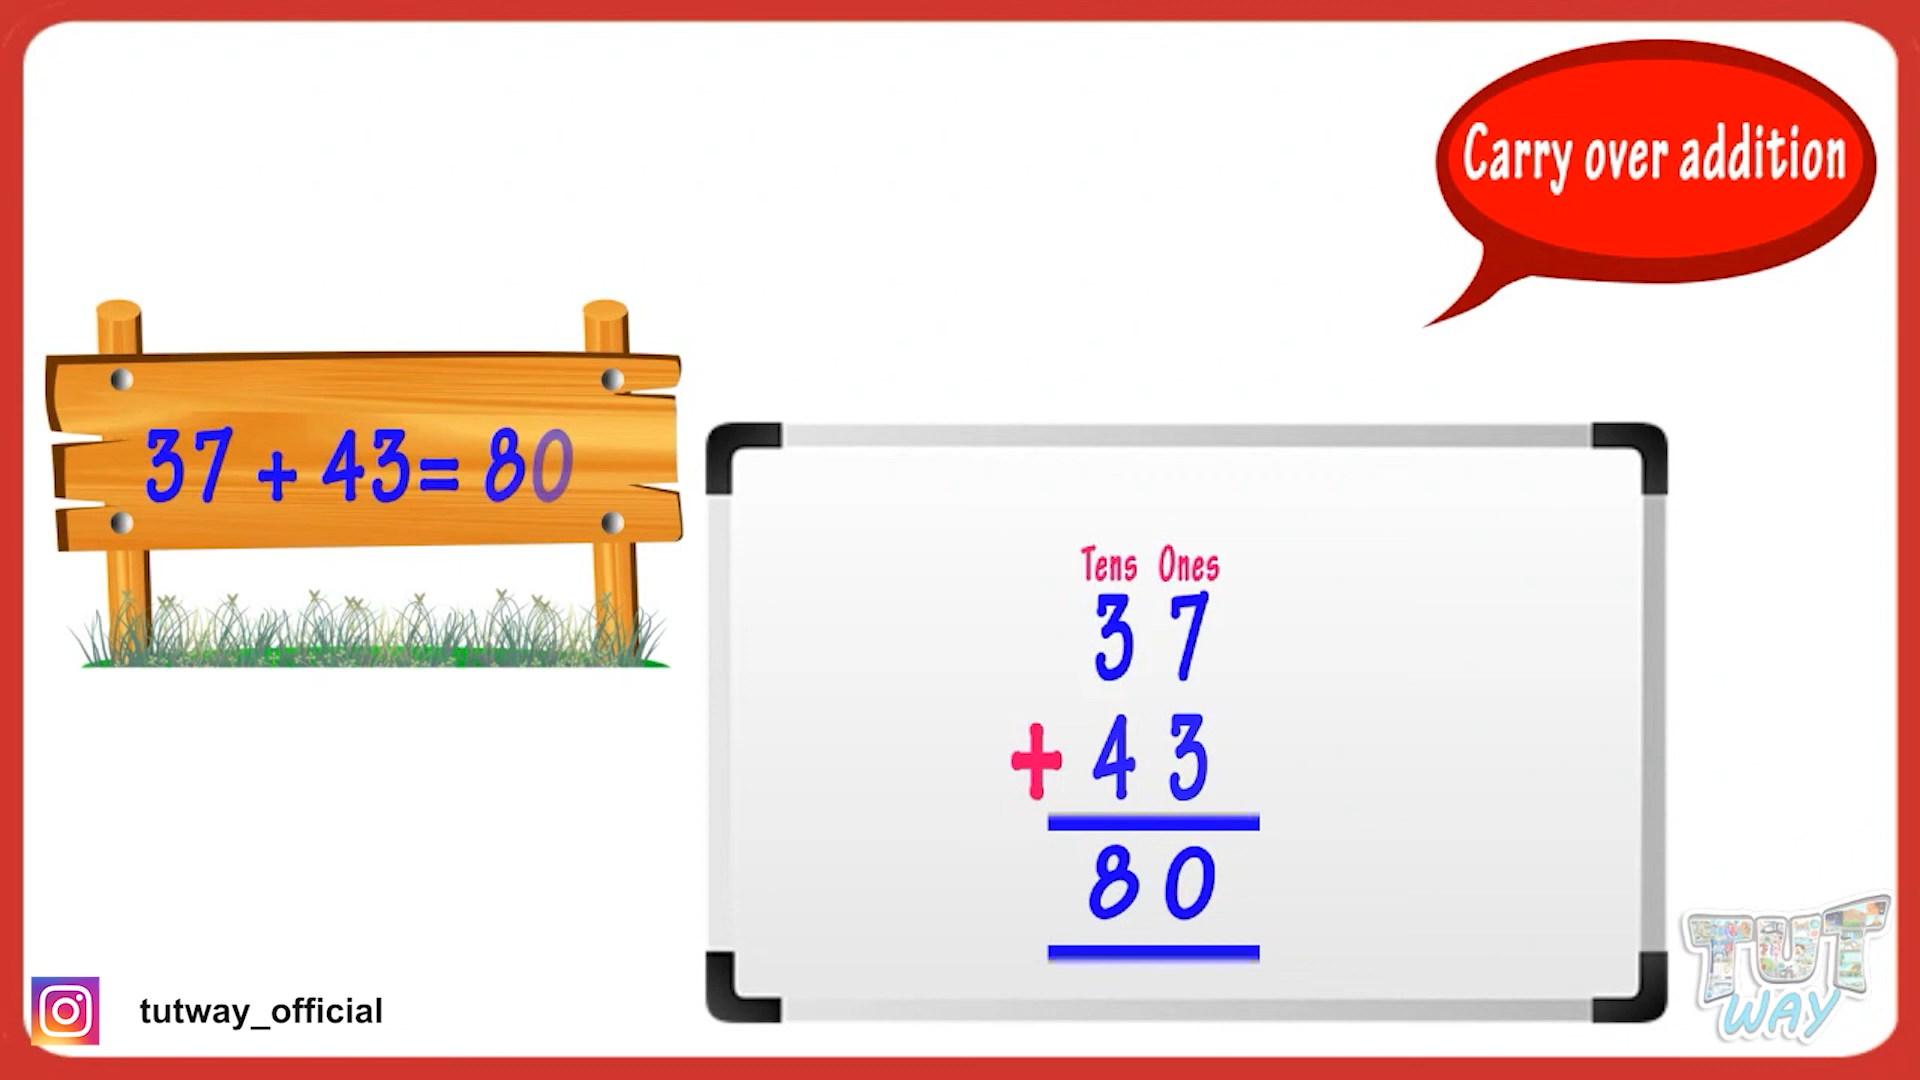 Carry over addition
37 + 43= 80
Tens Ones
3 7
+ 4 3
8 0
tutway_official
TUT
WAY